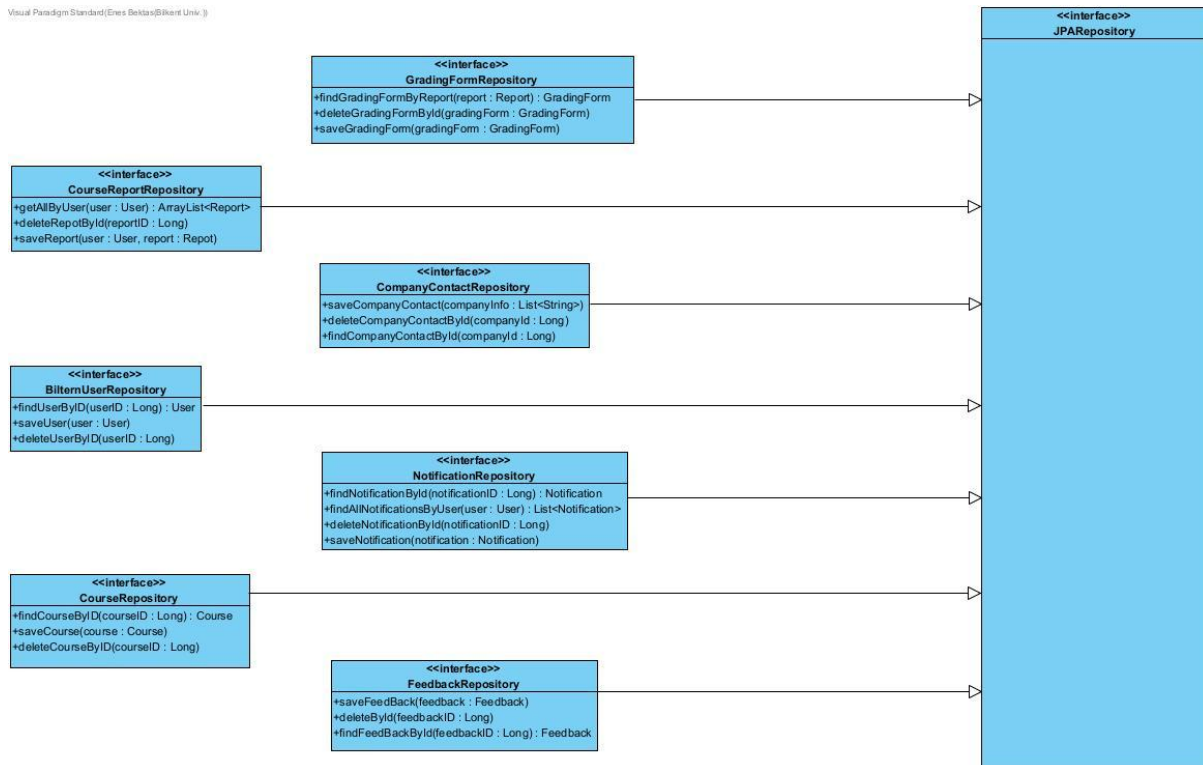 Visual Paradigm Standard(Enes Bektas(Bilkent Univ.))
<<interface>>
JPARepository
<<interface>>
GradingFormRepository
+findGradingFormByReport(report : Report) : GradingForm
+deleteGradingFormById(gradingForm : GradingForm)
+saveGradingForm(gradingForm : GradingForm)
<<interface>>
CourseReportRepository
+getAllByUser(user : User) : ArrayList<Report>
+deleteRepotById(reportID : Long)
+saveReport(user : User, report : Repot)
<<interface>>
CompanyContactRepository
+saveCompanyContact(companyInfo : List<String>)
+deleteCompanyContactById(companyId : Long)
+findCompanyContactById(companyId : Long)
<<interface>>
BilternUserRepository
+findUserByID(userID : Long) : User
+saveUser(user : User)
+deleteUserByID(userID : Long)
<<interface>>
NotificationRepository
+findNotificationById(notificationID : Long) : Notification
+findAllNotificationsByUser(user : User) : List<Notification>
+deleteNotificationById(notificationID : Long)
+saveNotification(notification : Notification)
<<interface>>
CourseRepository
+findCourseByID(courseID : Long) : Course
+saveCourse(course : Course)
+deleteCourseByID(courseID : Long)
<<interface>>
FeedbackRepository
+saveFeedBack(feedback : Feedback)
+deleteById(feedbackID : Long)
+findFeedBackById(feedbackID : Long) : Feedback